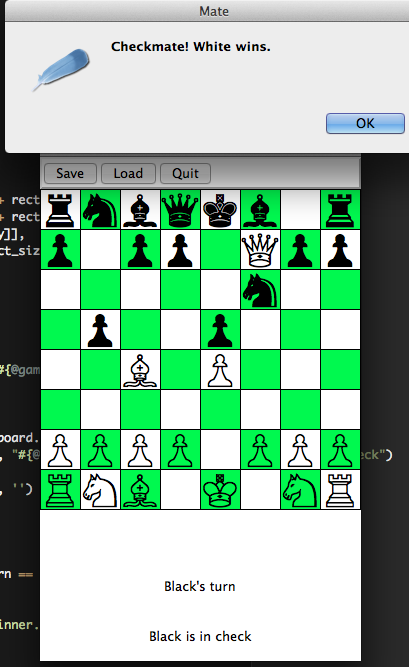 Mate
Checkmate! White wins.
OK
Save Load Quit
+ rect
+ rect
y]],
ct_siz
#{@gam
board.
, "#{@
check")
, '')
rn ==
inner.
Black's turn
Black is in check